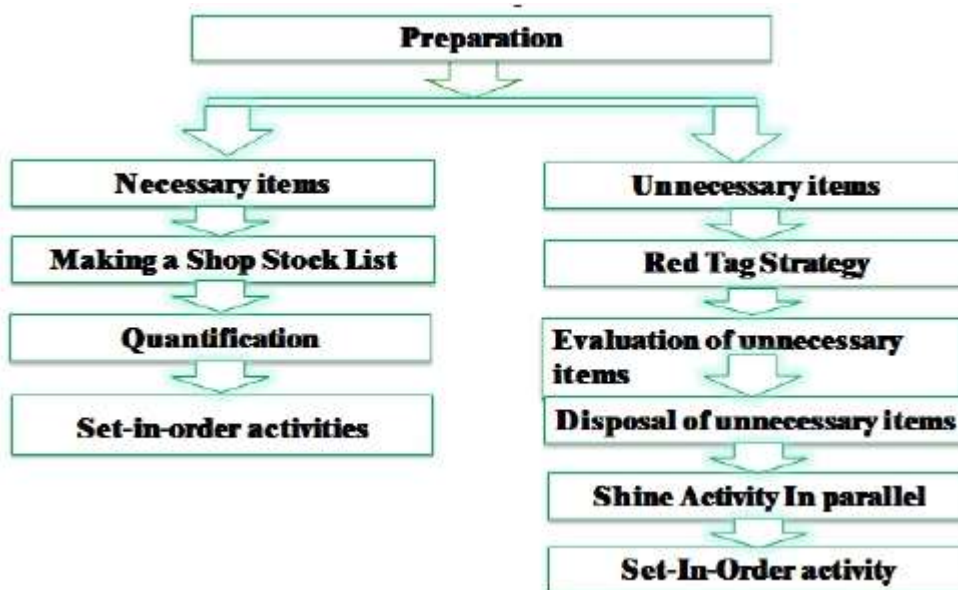 Preparation
Necessary items
Making a Shop Stock List
Quantification
Set-in-order activities
Unnecessary items
Red Tag Strategy
Evaluation of unnecessary
items
Disposal of unnecessary items
Shine Activity In parallel
Set-In-Order activity